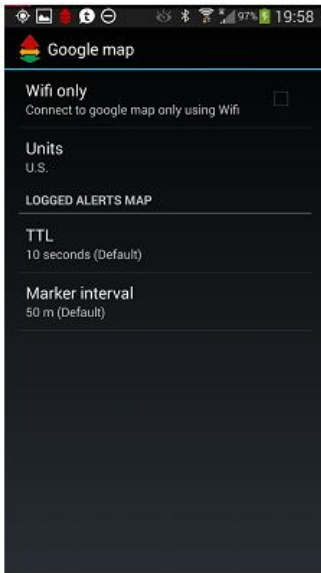 97% 19:58
Google map
Wifi only
Connect to google map only using Wifi
Units
U.S.
LOGGED ALERTS MAP
TTL
10 seconds (Default)
Marker interval
50 m (Default)